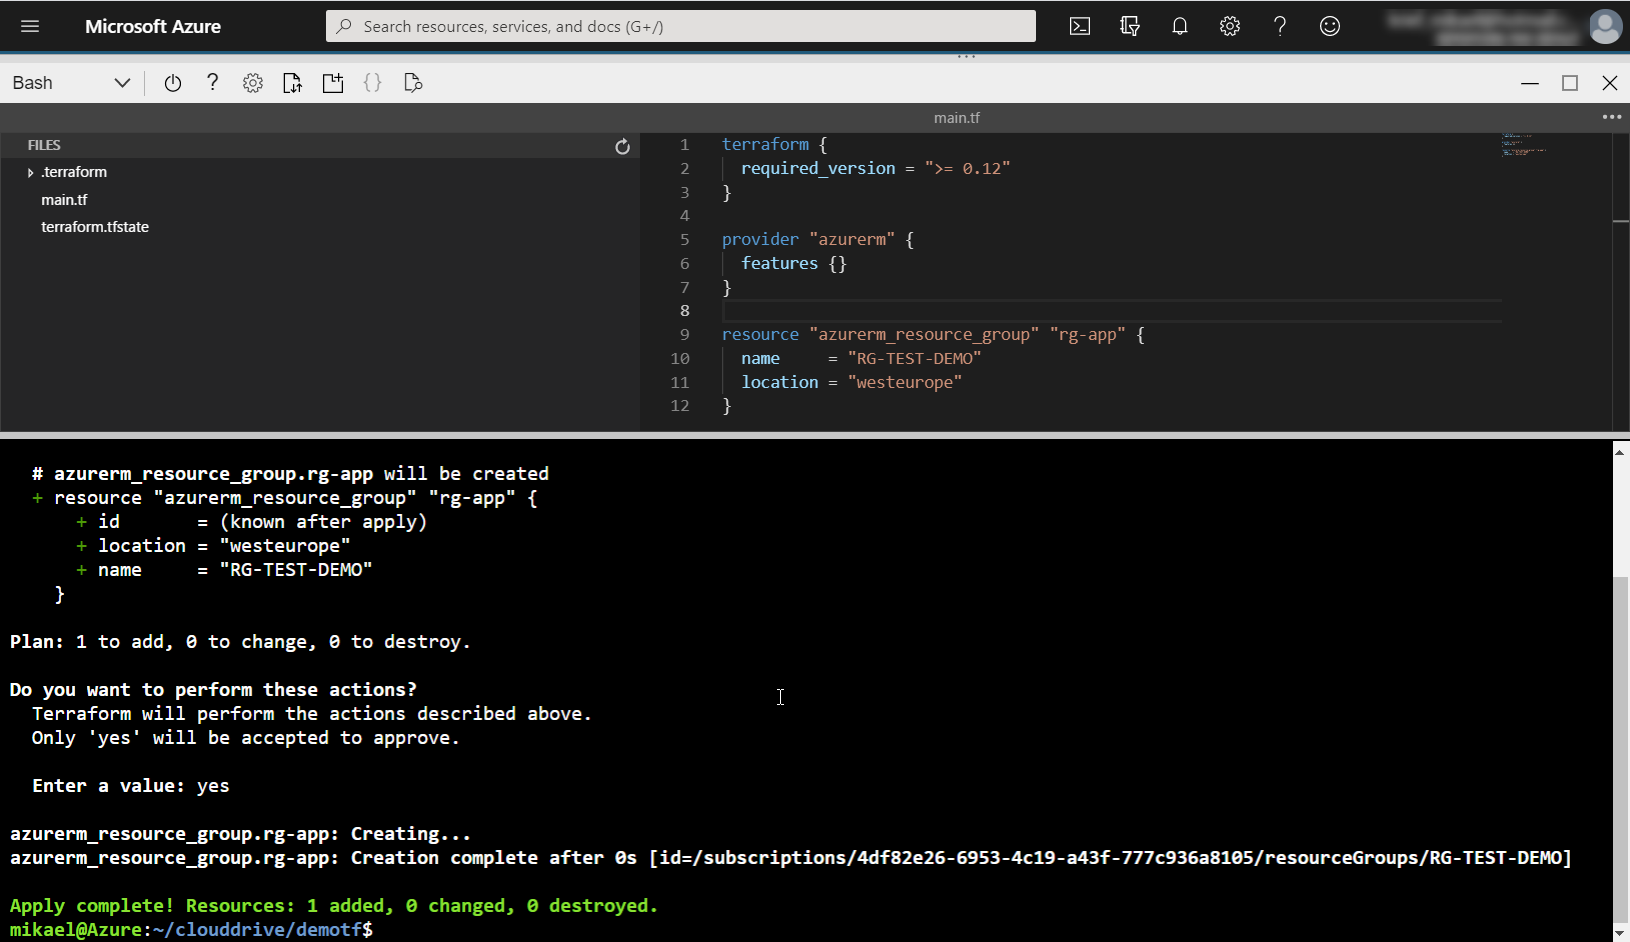 Microsoft Azure
Search resources, services, and docs (G+/)
Bash
main.tf
FILES
.terraform
main.tf
terraform.tfstate
1 terraform {
2   required_version = ">= 0.12"
3 }
4
5 provider "azurerm" {
6   features {}
7 }
8
9 resource "azurerm_resource_group" "rg-app" {
10   name     = "RG-TEST-DEMO"
11   location = "westeurope"
12 }
# azurerm_resource_group.rg-app will be created
+ resource "azurerm_resource_group" "rg-app" {
+ id       = (known after apply)
+ location = "westeurope"
+ name     = "RG-TEST-DEMO"
}
Plan: 1 to add, 0 to change, 0 to destroy.
Do you want to perform these actions?
Terraform will perform the actions described above.
Only 'yes' will be accepted to approve.
Enter a value: yes
azurerm_resource_group.rg-app: Creating...
azurerm_resource_group.rg-app: Creation complete after 0s [id=/subscriptions/4df82e26-6953-4c19-a43f-777c936a8105/resourceGroups/RG-TEST-DEMO]
Apply complete! Resources: 1 added, 0 changed, 0 destroyed.
mikael@Azure:~/clouddrive/demotf$